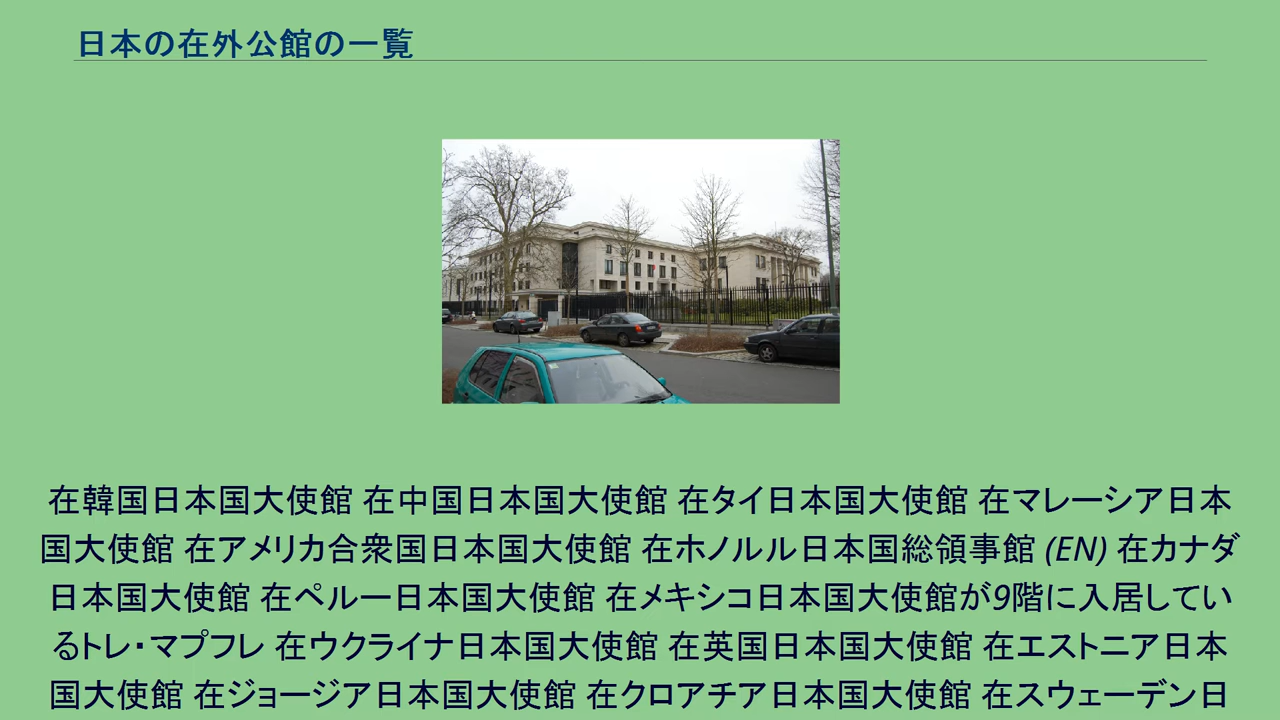 日本の在外公館の一覧
在韓国日本国大使館 在中国日本国大使館 在タイ日本国大使館 在マレーシア日本
国大使館 在アメリカ合衆国日本国大使館 在ホノルル日本国総領事館 (EN) 在カナダ
日本国大使館 在ペルー日本国大使館 在メキシコ日本国大使館が9階に入居してい
るトレ・マプフレ 在ウクライナ日本国大使館 在英国日本国大使館 在エストニア日本
国大使館 在ジョージア日本国大使館 在クロアチア日本国大使館 在スウェーデン日